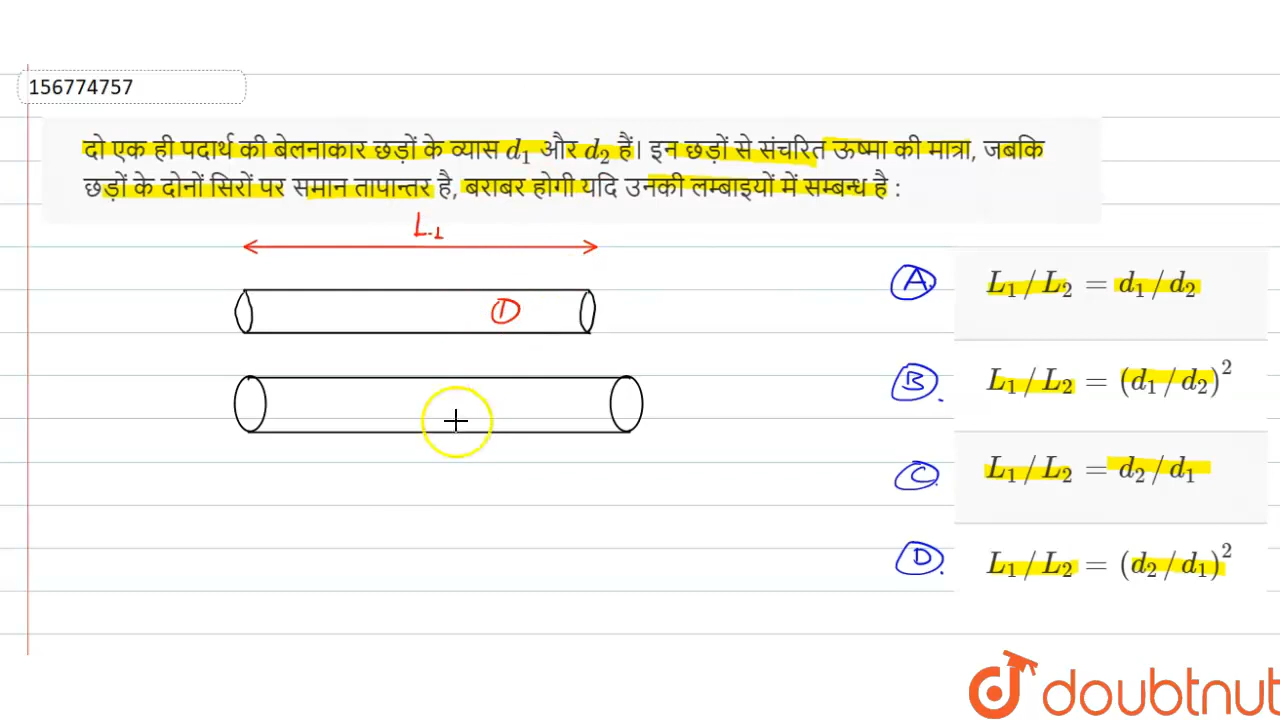 156774757
दो एक ही पदार्थ की बेलनाकार छड़ों के व्यास d₁ और d₂ हैं। इन छड़ों से संचरित ऊष्मा की मात्रा, जबकि
छड़ों के दोनों सिरों पर समान तापान्तर है, बराबर होगी यदि उनकी लम्बाइयों में सम्बन्ध है :
L₁
①
A. L₁/L₂ = d₁/d₂
B. L₁/L₂ = (d₁/d₂)²
C. L₁/L₂ = d₂/d₁
D. L₁/L₂ = (d₂/d₁)²
doubtnut